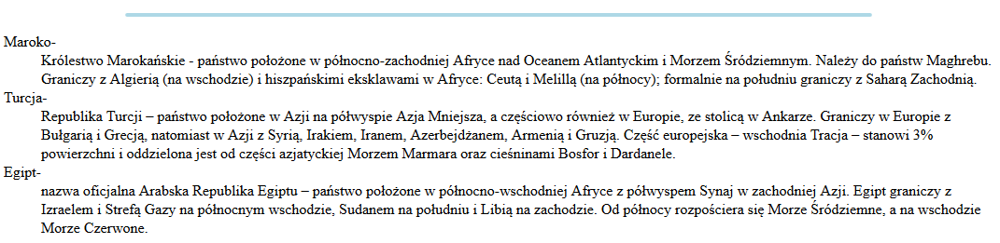 Maroko-
Królestwo Marokańskie - państwo położone w północno-zachodniej Afryce nad Oceanem Atlantyckim i Morzem Śródziemnym. Należy do państw Maghrebu.
Graniczy z Algierią (na wschodzie) i hiszpańskimi eksklawami w Afryce: Ceutą i Melillą (na północy); formalnie na południu graniczy z Saharą Zachodnią.
Turcja-
Republika Turcji – państwo położone w Azji na półwyspie Azja Mniejsza, a częściowo również w Europie, ze stolicą w Ankarze. Graniczy w Europie z
Bułgarią i Grecją, natomiast w Azji z Syrią, Irakiem, Iranem, Azerbejdżanem, Armenią i Gruzją. Część europejska – wschodnia Tracja – stanowi 3%
powierzchni i oddzielona jest od części azjatyckiej Morzem Marmara oraz cieśninami Bosfor i Dardanele.
Egipt-
nazwa oficjalna Arabska Republika Egiptu – państwo położone w północno-wschodniej Afryce z półwyspem Synaj w zachodniej Azji. Egipt graniczy z
Izraelem i Strefą Gazy na północnym wschodzie, Sudanem na południu i Libią na zachodzie. Od północy rozpościera się Morze Śródziemne, a na wschodzie
Morze Czerwone.